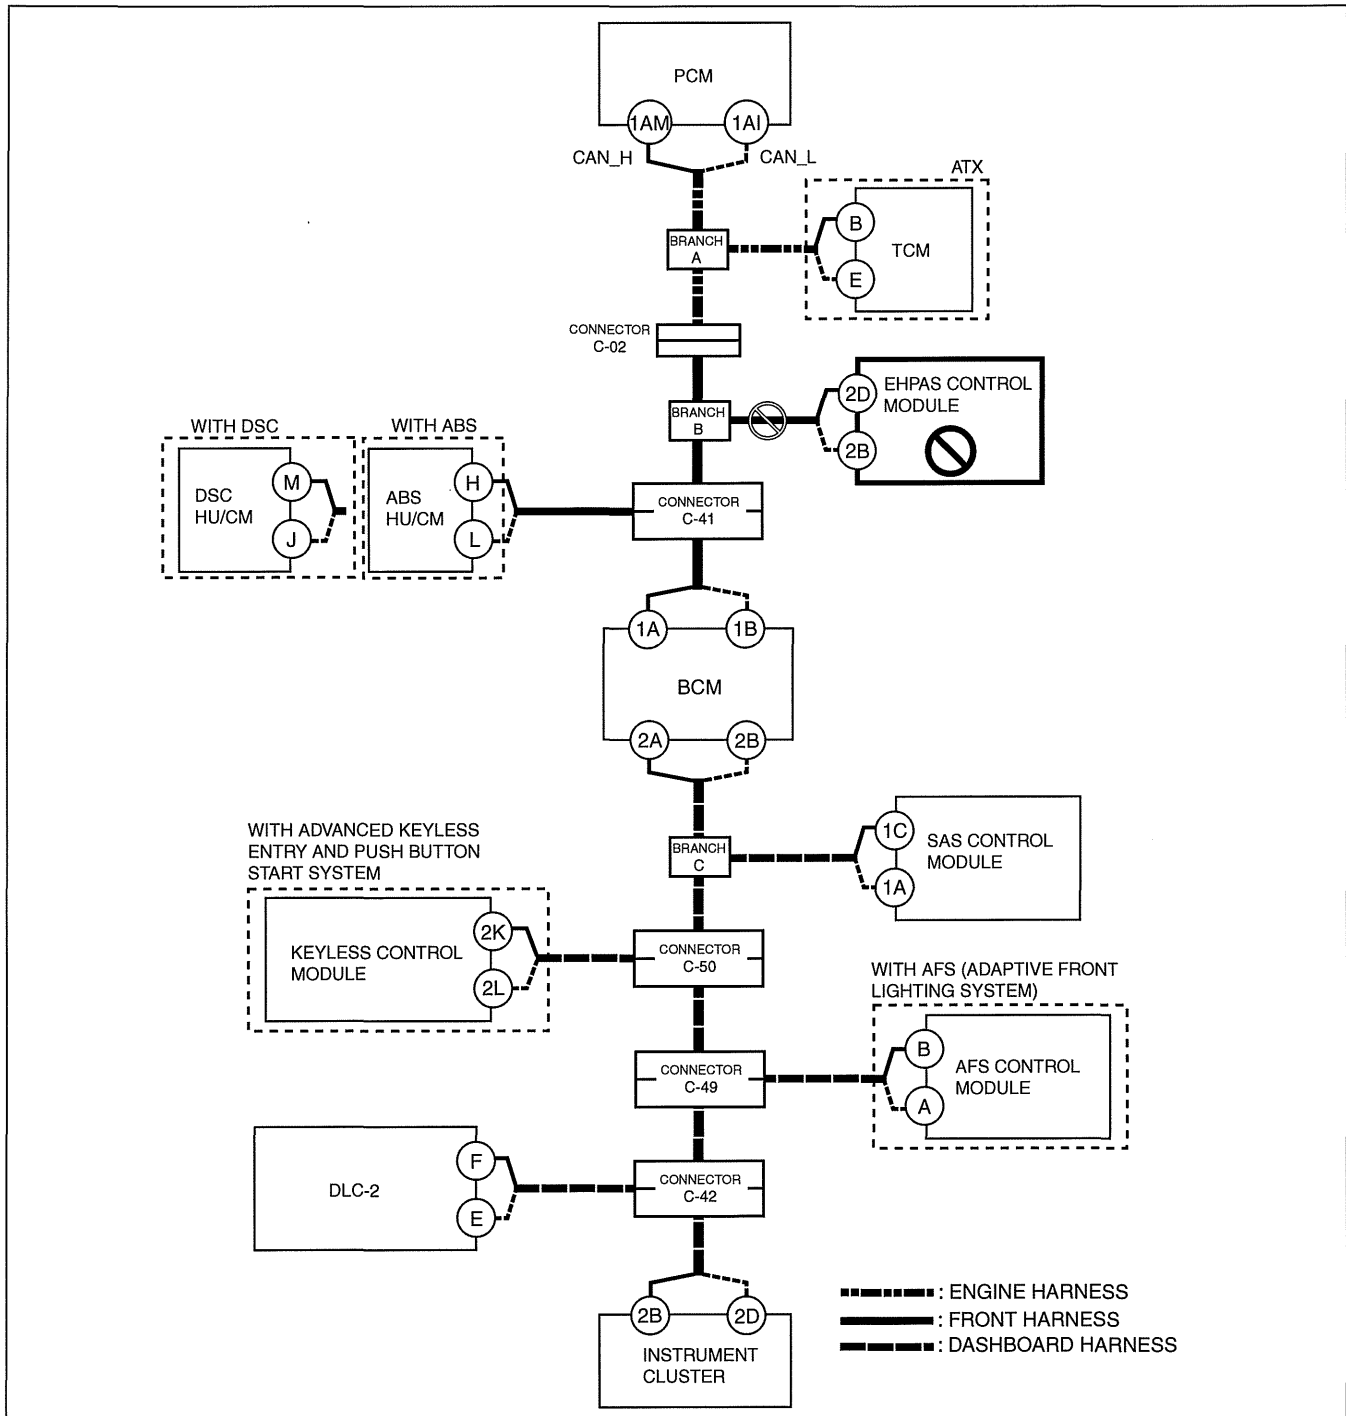 PCM
1AM
1AI
CAN_H
CAN_L
ATX
BRANCH
A
B
E
TCM
CONNECTOR
C-02
EHPAS CONTROL
MODULE
2D
2B
BRANCH
B
WITH DSC
WITH ABS
DSC
HU/CM
M
J
ABS
HU/CM
H
L
CONNECTOR
C-41
1A
1B
BCM
2A
2B
WITH ADVANCED KEYLESS
ENTRY AND PUSH BUTTON
START SYSTEM
BRANCH
C
1C
1A
SAS CONTROL
MODULE
KEYLESS CONTROL
MODULE
2K
2L
CONNECTOR
C-50
WITH AFS (ADAPTIVE FRONT
LIGHTING SYSTEM)
CONNECTOR
C-49
B
A
AFS CONTROL
MODULE
DLC-2
F
E
CONNECTOR
C-42
2B
2D
INSTRUMENT
CLUSTER
: ENGINE HARNESS
: FRONT HARNESS
: DASHBOARD HARNESS